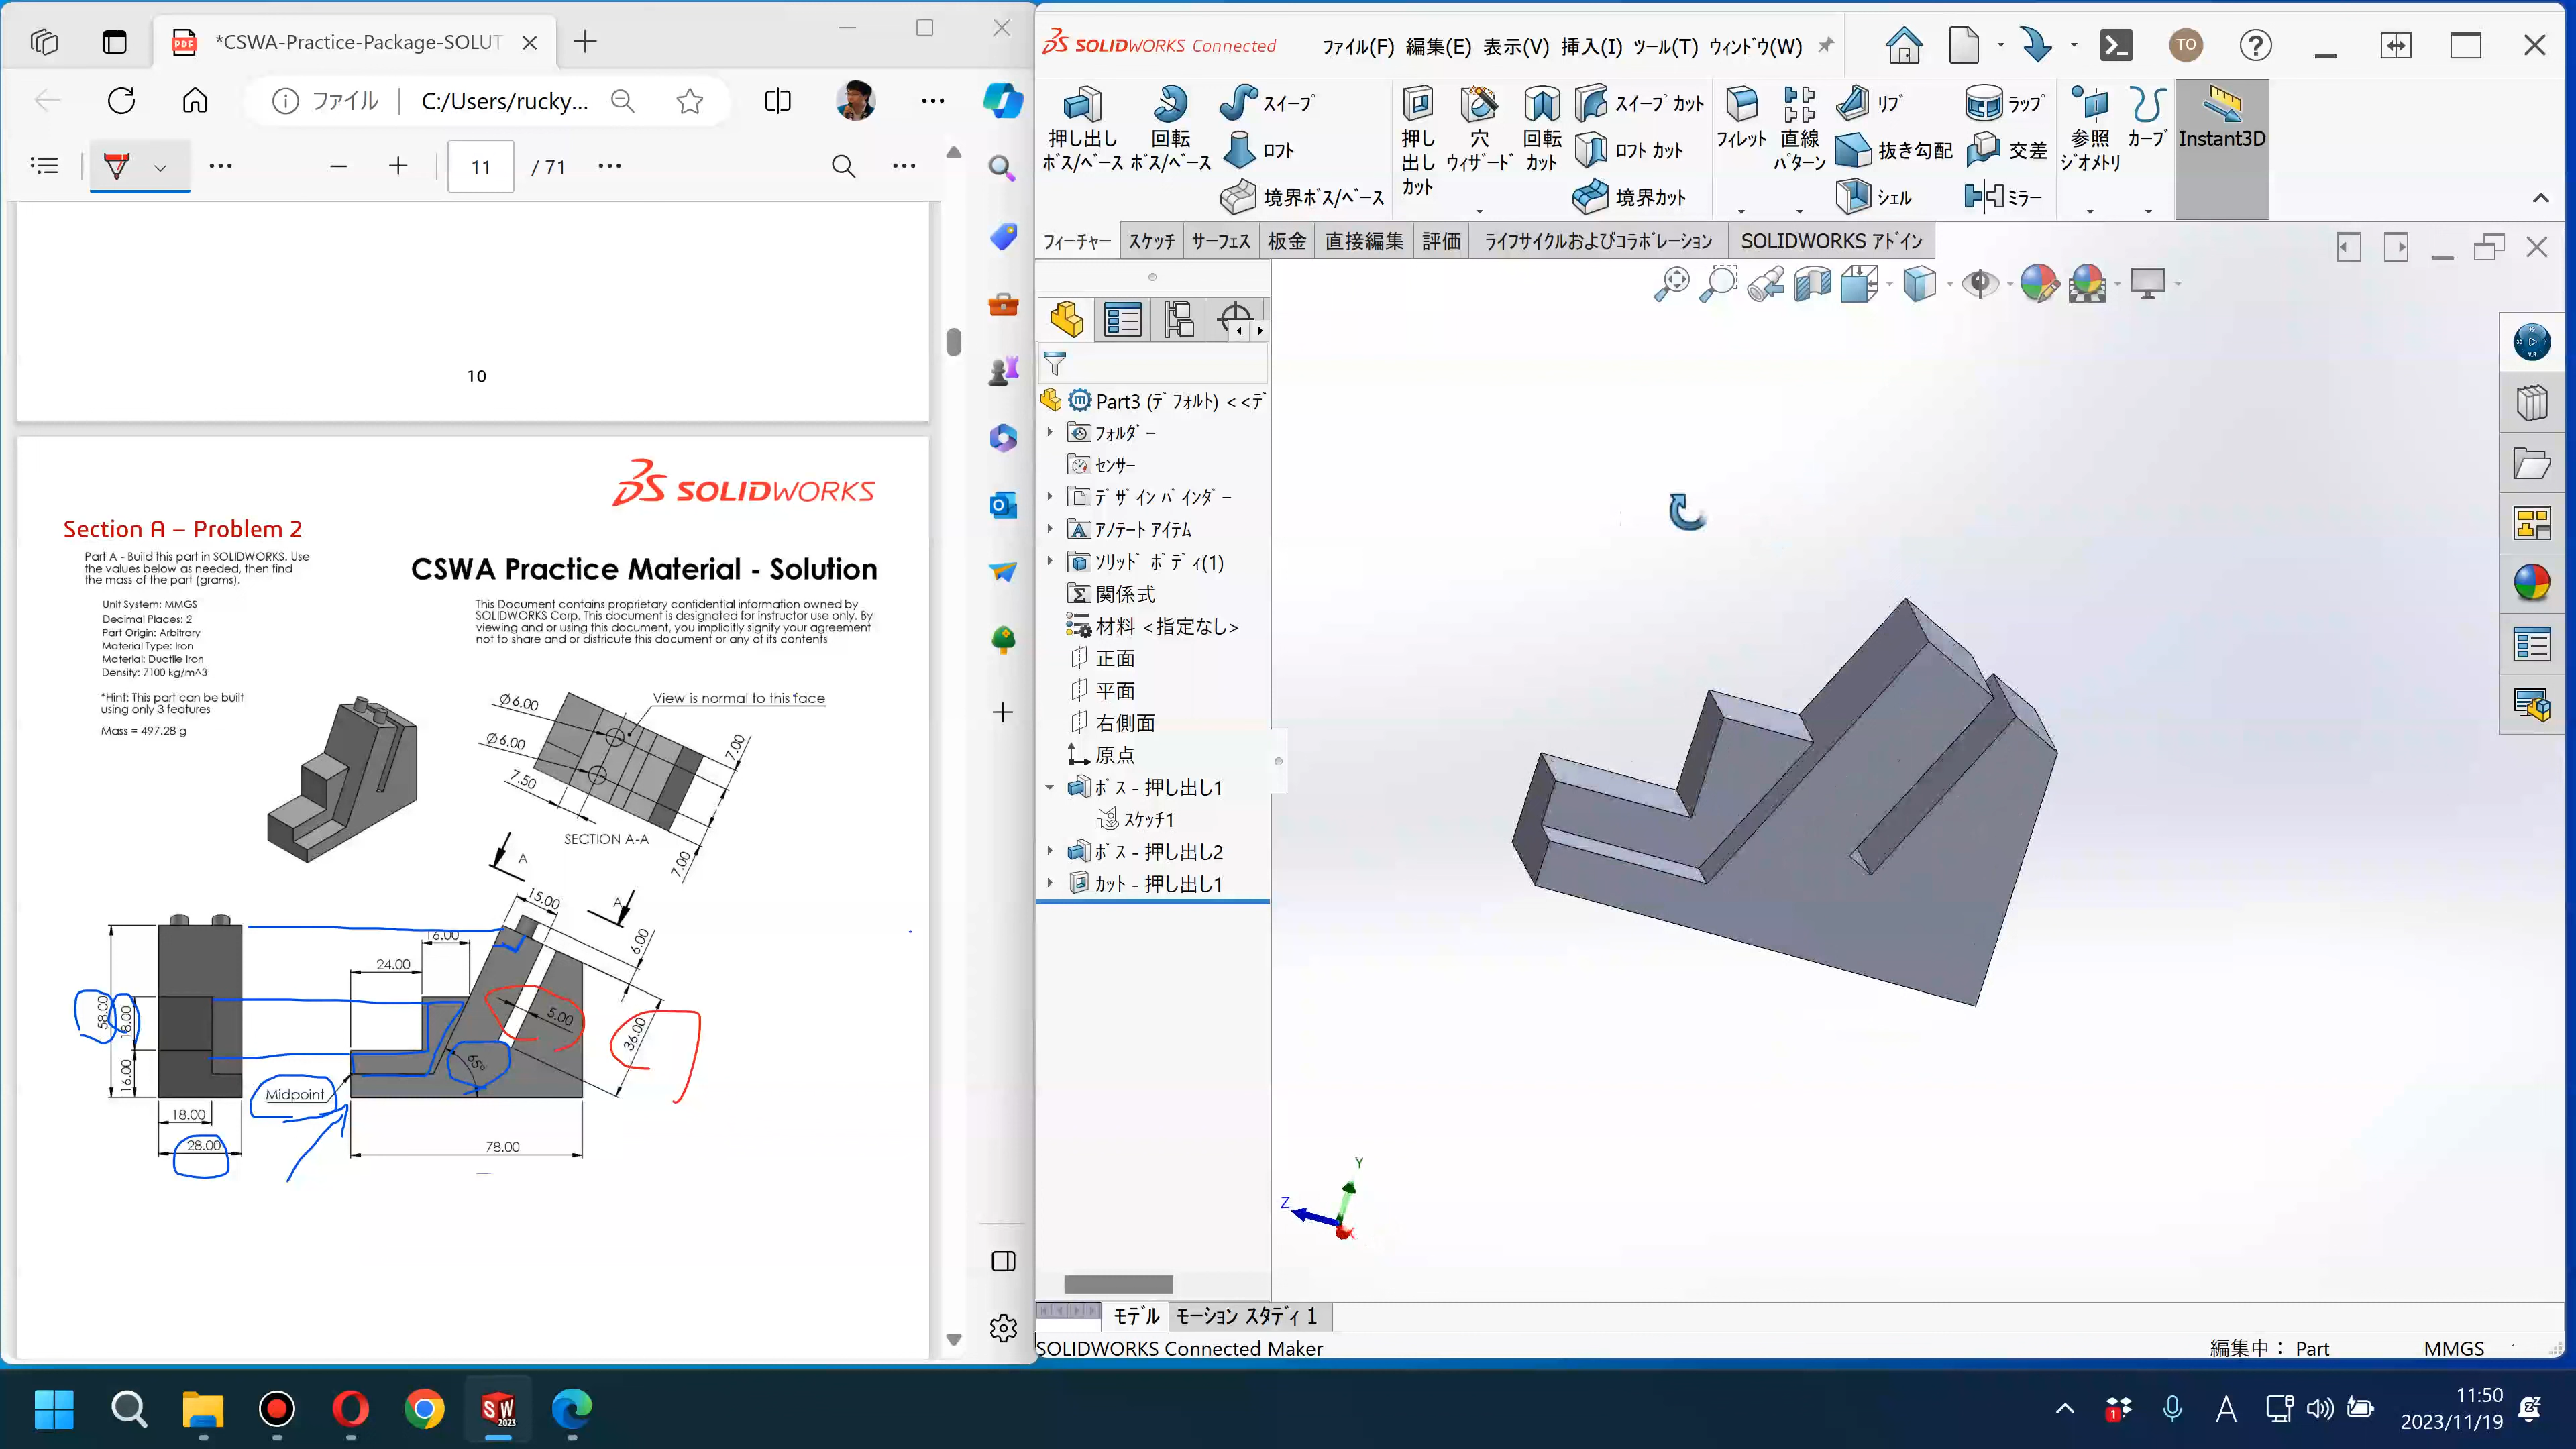 *CSWA-Practice-Package-SOLUT
ファイル
C:/Users/rucky...
11
/ 71
10
SOLIDWORKS
Section A – Problem 2
Part A - Build this part in SOLIDWORKS. Use
the values below as needed, then find
the mass of the part (grams).
CSWA Practice Material - Solution
Unit System: MMGS
Decimal Places: 2
Part Origin: Arbitrary
Material Type: Iron
Material: Ductile Iron
Density: 7100 kg/m^3
This Document contains proprietary confidential information owned by
SOLIDWORKS Corp. This document is designated for instructor use only. By
viewing and or using this document, you implicitly signify your agreement
not to share and or districute this document or any of its contents
*Hint: This part can be built
using only 3 features
Mass = 497.28 g
Ø6.00
View is normal to this face
Ø6.00
7.00
7.50
SECTION A-A
7.00
A
A
15.00
16.00
6.00
24.00
58.00
18.00
5.00
36.00
65°
16.00
Midpoint
18.00
28.00
78.00
SOLIDWORKS Connected
ファイル(F) 編集(E) 表示(V) 挿入(I) ツール(T) ウィンドウ(W)
TO
押し出し
ボス/ベース
回転
ボス/ベース
スイープ
ロフト
境界ボス/ベース
押し
出し
カット
穴
ウィザード
回転
カット
スイープ カット
ロフト カット
境界カット
フィレット
直線
パターン
リブ
抜き勾配
シェル
ラップ
交差
ミラー
参照
ジオメトリ
カーブ
Instant3D
フィーチャー
スケッチ
サーフェス
板金
直接編集
評価
ライフサイクルおよびコラボレーション
SOLIDWORKS アドイン
Part3 (デフォルト) <<デ
フォルダー
センサー
デザイン バインダー
アノテート アイテム
ソリッド ボディ(1)
関係式
材料 <指定なし>
正面
平面
右側面
原点
ボス - 押し出し1
スケッチ1
ボス - 押し出し2
カット - 押し出し1
Y
Z
X
モデル
モーション スタディ 1
SOLIDWORKS Connected Maker
編集中： Part
MMGS
SW
2023
1
A
11:50
2023/11/19